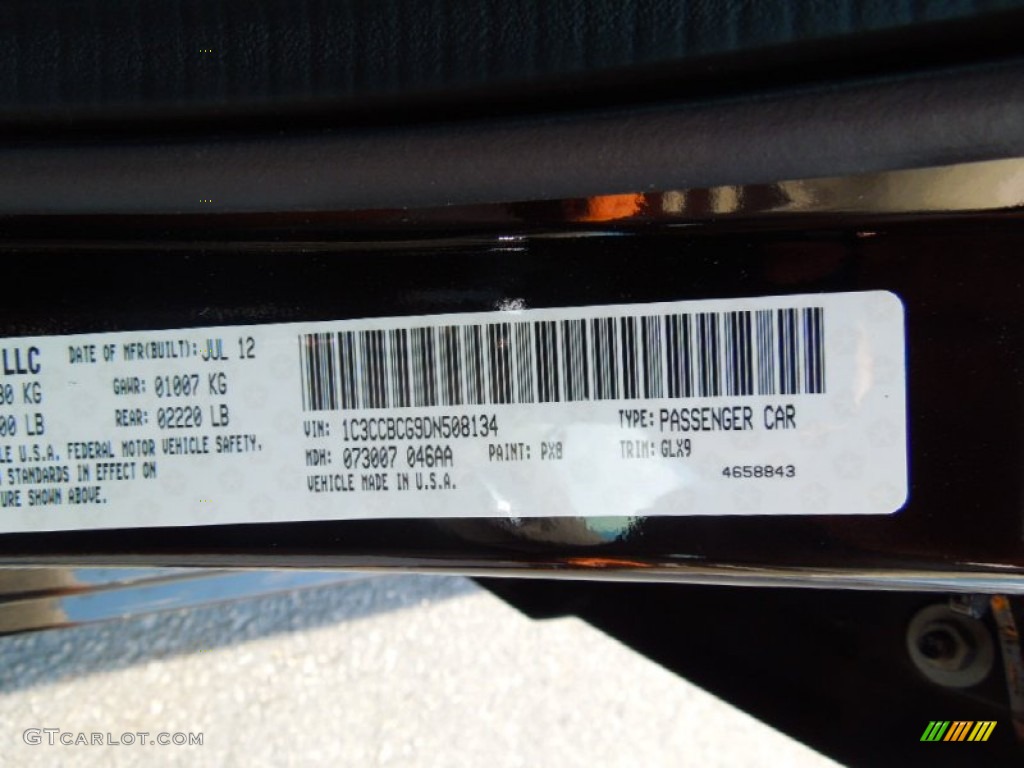 LLC DATE OF MFR(BUILT): JUL 12
KG GAWR: 01007 KG
00 LB REAR: 02220 LB
U.S.A. FEDERAL MOTOR VEHICLE SAFETY,
STANDARDS IN EFFECT ON
SHOWN ABOVE.
VIN: 1C3CCBCG9DN508134 TYPE: PASSENGER CAR
MDH: 073007 046AA PAINT: PX8 TRIM: GLX9
VEHICLE MADE IN U.S.A. 4658843
GTCARLOT.COM